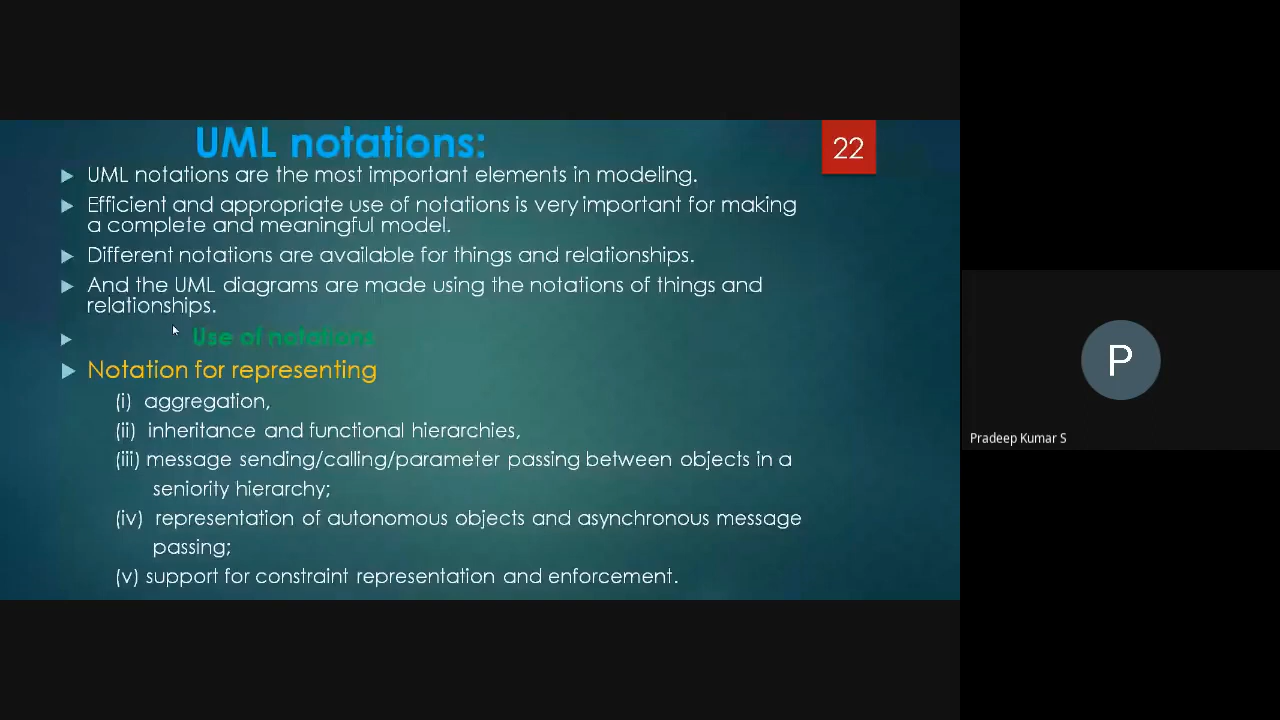 UML notations:
22
UML notations are the most important elements in modeling.
Efficient and appropriate use of notations is very important for making
a complete and meaningful model.
Different notations are available for things and relationships.
And the UML diagrams are made using the notations of things and
relationships.
Use of notations
Notation for representing
(i) aggregation,
(ii) inheritance and functional hierarchies,
(iii) message sending/calling/parameter passing between objects in a
seniority hierarchy;
(iv) representation of autonomous objects and asynchronous message
passing;
(v) support for constraint representation and enforcement.
P
Pradeep Kumar S